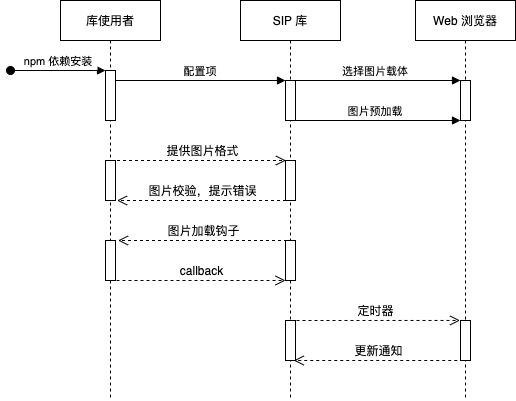 库使用者
SIP 库
Web 浏览器
npm 依赖安装
配置项
选择图片载体
图片预加载
提供图片格式
图片校验，提示错误
图片加载钩子
callback
定时器
更新通知